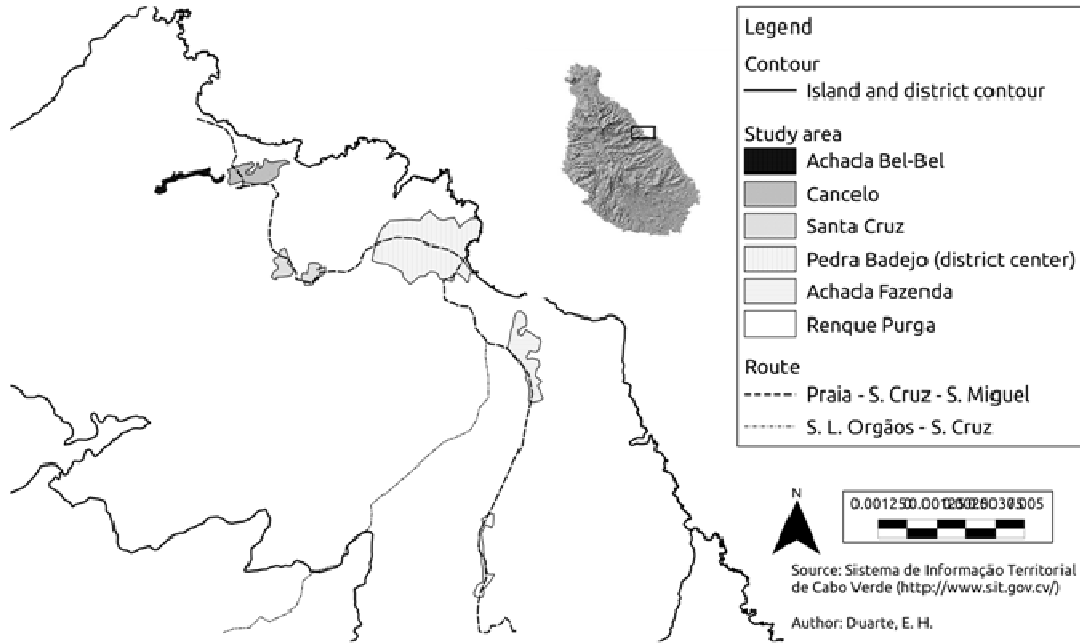 Legend
Contour
Island and district contour
Study area
Achada Bel-Bel
Cancelo
Santa Cruz
Pedra Badejo (district center)
Achada Fazenda
Renque Purga
Route
Praia - S. Cruz - S. Miguel
S. L. Orgãos - S. Cruz
N
Source: Sistema de Informação Territorial
de Cabo Verde (http://www.sit.gov.cv/)
Author: Duarte, E. H.